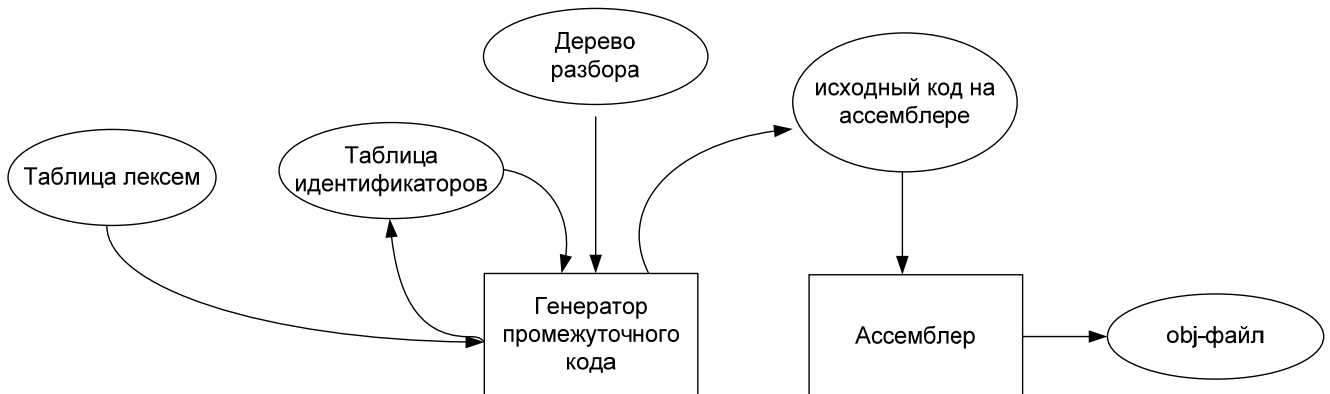 Дерево
разбора
исходный код на
ассемблере
Таблица лексем
Таблица
идентификаторов
Генератор
промежуточного
кода
Ассемблер
obj-файл